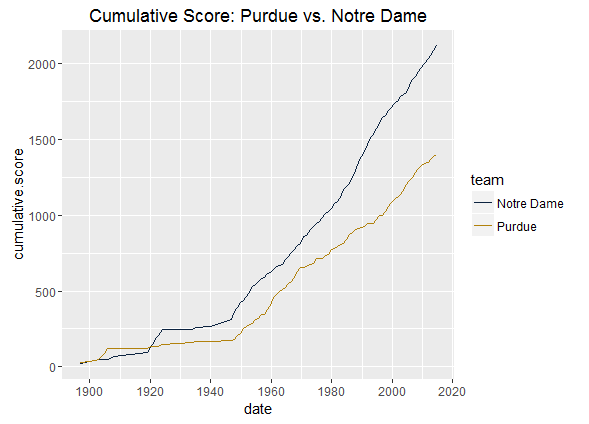 Cumulative Score: Purdue vs. Notre Dame
2000
1500
1000
500
0
cumulative.score
1900 1920 1940 1960 1980 2000 2020
date
team
Notre Dame
Purdue